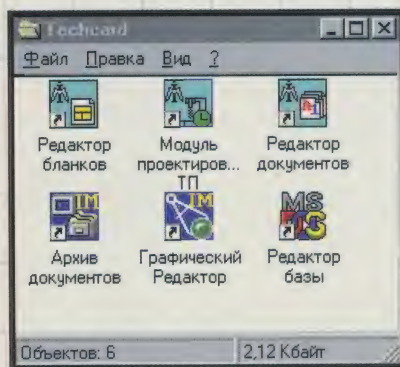 Techcard
Файл Правка Вид ?
Редактор
бланков
Модуль
проектиров...
ТП
Редактор
документов
Архив
документов
Графический
Редактор
Редактор
базы
Объектов: 6
2,12 Кбайт